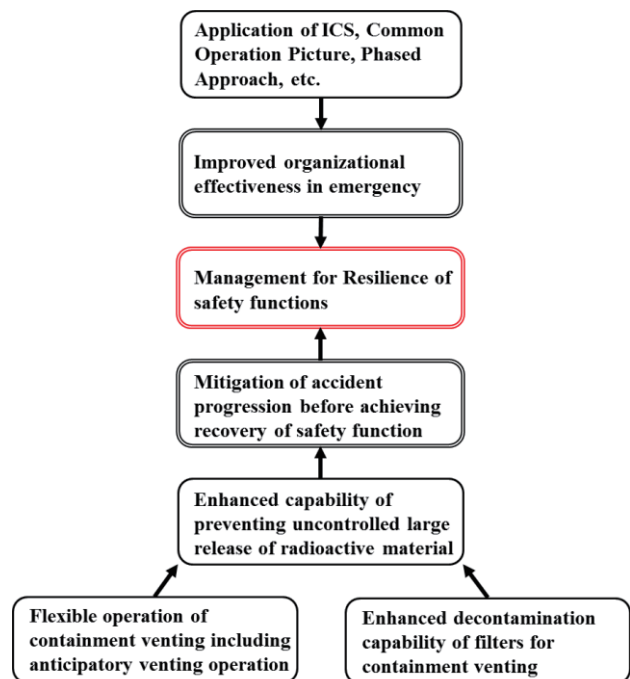 Application of ICS, Common
Operation Picture, Phased
Approach, etc.
Improved organizational
effectiveness in emergency
Management for Resilience of
safety functions
Mitigation of accident
progression before achieving
recovery of safety function
Enhanced capability of
preventing uncontrolled large
release of radioactive material
Flexible operation of
containment venting including
anticipatory venting operation
Enhanced decontamination
capability of filters for
containment venting